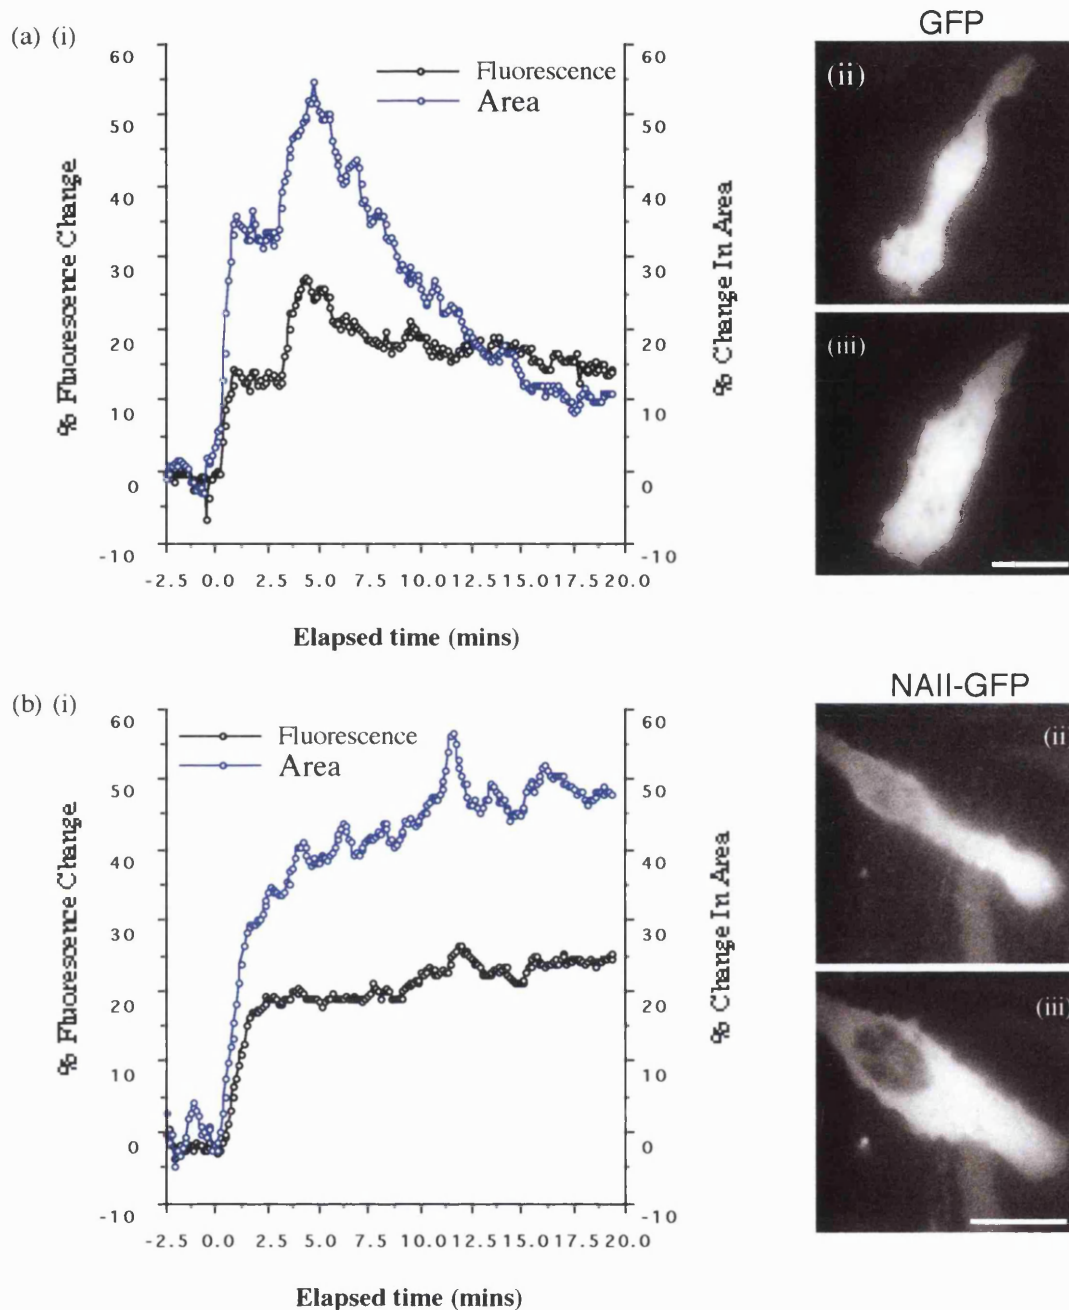 (a) (i)
60
50
40
30
20
10
0
-10
% Fluorescence Change
Fluorescence
Area
60
50
40
30
20
10
0
-10
% Change In Area
-2.5 0.0 2.5 5.0 7.5 10.0 12.5 15.0 17.5 20.0
Elapsed time (mins)
GFP
(ii)
(iii)
(b) (i)
60
50
40
30
20
10
0
-10
% Fluorescence Change
Fluorescence
Area
60
50
40
30
20
10
0
-10
% Change In Area
-2.5 0.0 2.5 5.0 7.5 10.0 12.5 15.0 17.5 20.0
Elapsed time (mins)
NAII-GFP
(ii)
(iii)